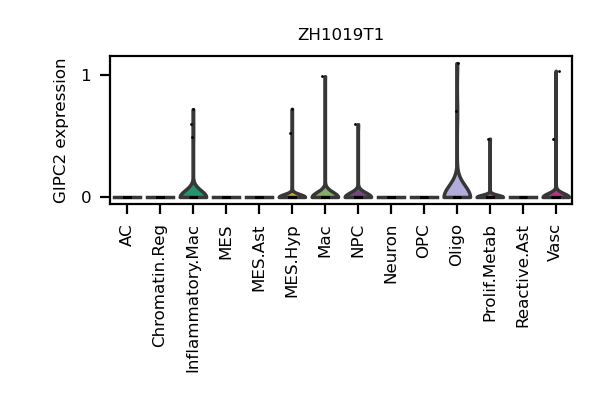 ZH1019T1
GIPC2 expression
1
0
AC
Chromatin.Reg
Inflammatory.Mac
MES
MES.Ast
MES.Hyp
Mac
NPC
Neuron
OPC
Oligo
Prolif.Metab
Reactive.Ast
Vasc